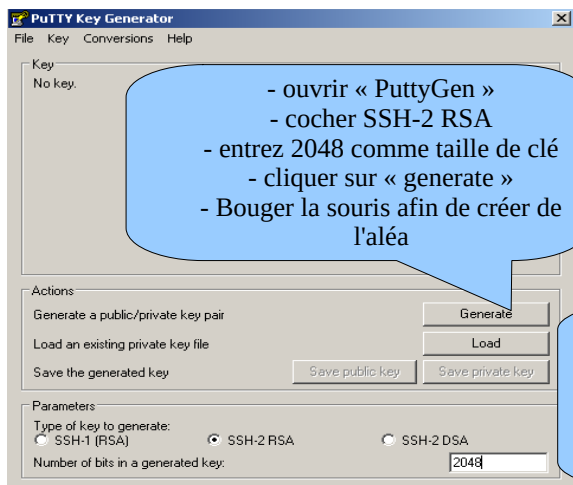 PuTTY Key Generator
File Key Conversions Help
Key
No key.
- ouvrir « PuttyGen »
- cocher SSH-2 RSA
- entrez 2048 comme taille de clé
- cliquer sur « generate »
- Bouger la souris afin de créer de
l'aléa
Actions
Generate a public/private key pair
Generate
Load an existing private key file
Load
Save the generated key
Save public key
Save private key
Parameters
Type of key to generate:
SSH-1 (RSA) SSH-2 RSA SSH-2 DSA
Number of bits in a generated key:
2048